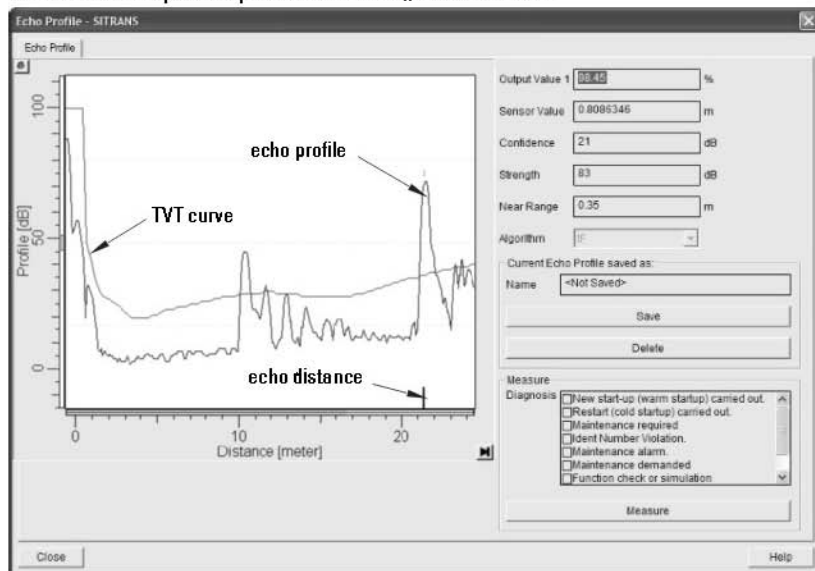 Echo Profile - SITRANS
Echo Profile
100
50
0
Profile [dB]
echo profile
TVT curve
echo distance
0
10
20
Distance [meter]
Output Value 1
98.45
%
Sensor Value
0.8086346
m
Confidence
21
dB
Strength
83
dB
Near Range
0.35
m
Algorithm
tF
Current Echo Profile saved as:
Name
<Not Saved>
Save
Delete
Measure
Diagnosis
New start-up (warm startup) carried out.
Restart (cold startup) carried out.
Maintenance required
Ident Number Violation.
Maintenance alarm.
Maintenance demanded
Function check or simulation
Measure
Close
Help